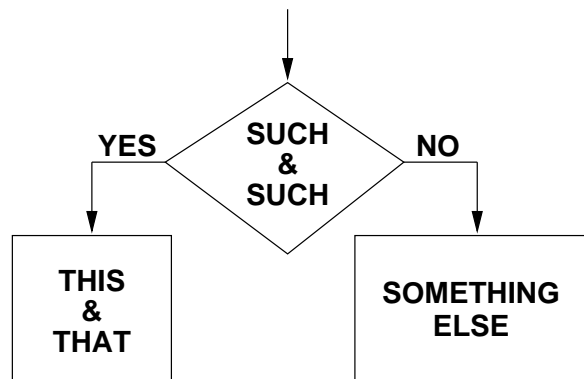 SUCH
&
SUCH
YES
NO
THIS
&
THAT
SOMETHING
ELSE